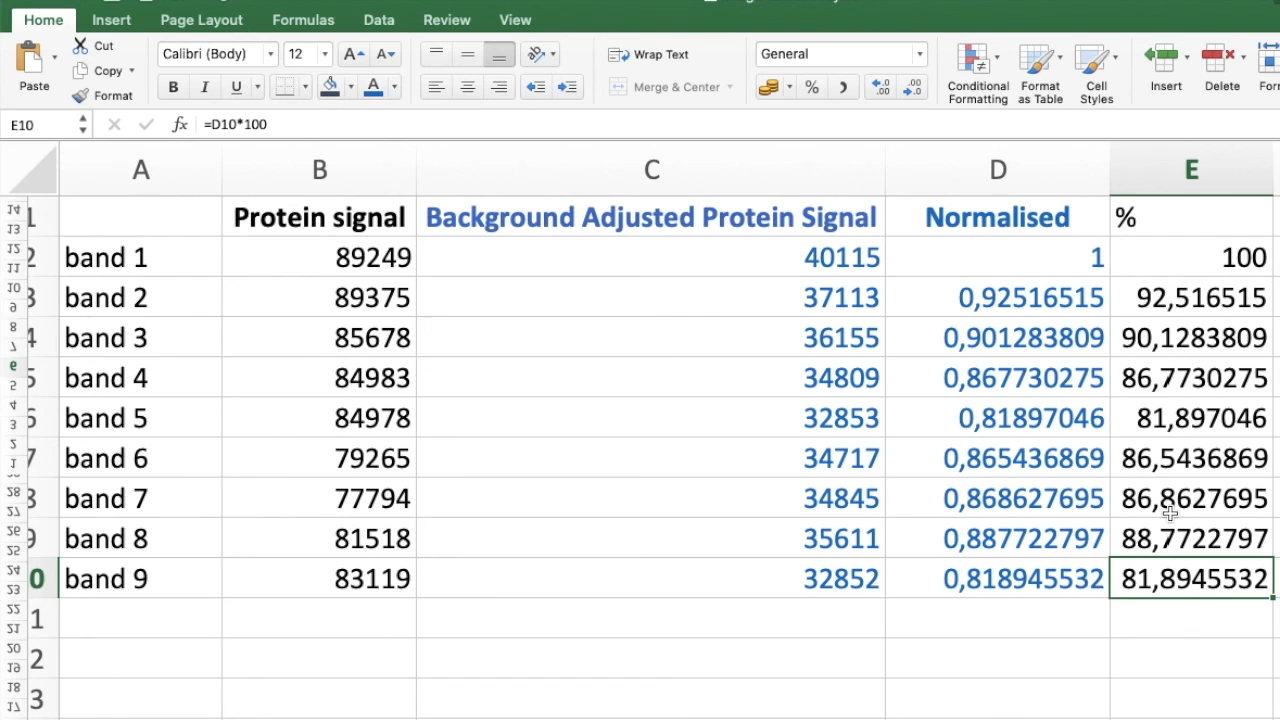 Home Insert Page Layout Formulas Data Review View
Cut
Calibri (Body) 12 A A Wrap Text General
Copy
Paste Format B I U A Merge & Center % Conditional Formatting Format as Table Cell Styles Insert Delete
E10 fx =D10*100
A B C D E
1 Protein signal Background Adjusted Protein Signal Normalised %
2 band 1 89249 40115 1 100
3 band 2 89375 37113 0,92516515 92,516515
4 band 3 85678 36155 0,901283809 90,1283809
5 band 4 84983 34809 0,867730275 86,7730275
6 band 5 84978 32853 0,81897046 81,897046
7 band 6 79265 34717 0,865436869 86,5436869
8 band 7 77794 34845 0,868627695 86,8627695
9 band 8 81518 35611 0,887722797 88,7722797
0 band 9 83119 32852 0,818945532 81,8945532
1
2
3